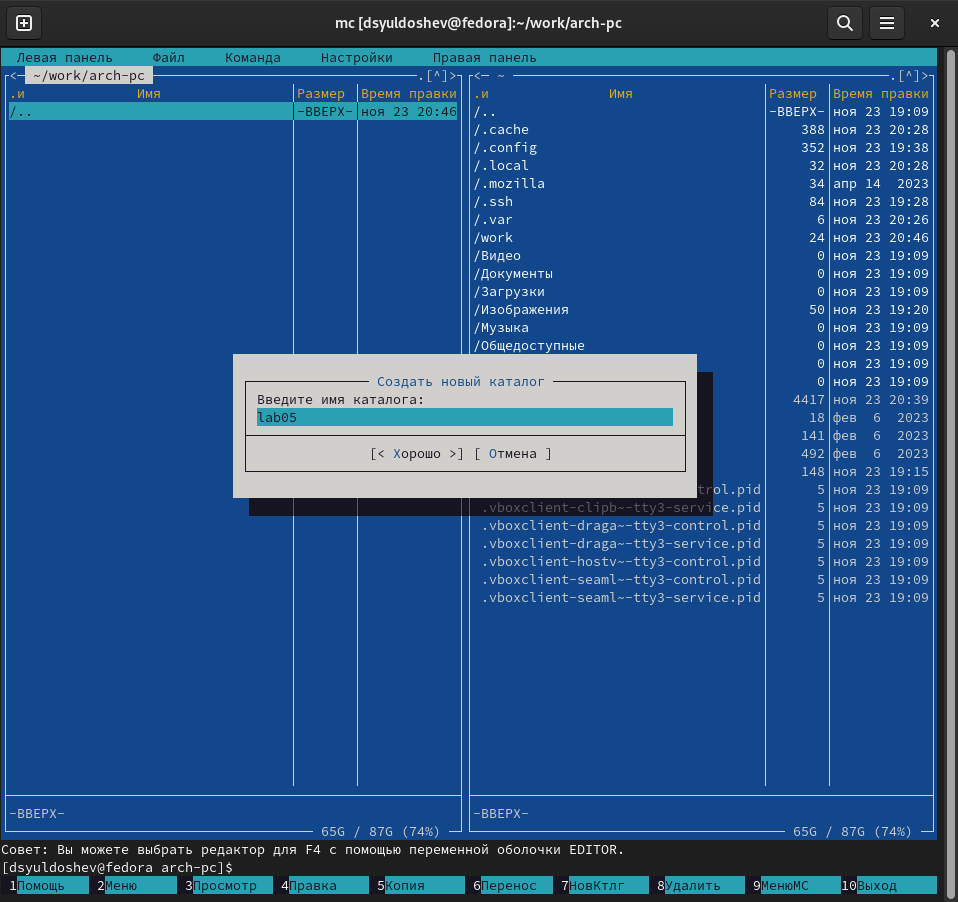 mc [dsyuldoshev@fedora]:~/work/arch-pc
Левая панель Файл Команда Настройки Правая панель
<─ ~/work/arch-pc .[^]> <─ ~ .[^]>
.и Имя Размер Время правки .и Имя Размер Время правки
/.. -ВВЕРХ- ноя 23 20:46 /.. -ВВЕРХ- ноя 23 19:09
/.cache 388 ноя 23 20:28
/.config 352 ноя 23 19:38
/.local 32 ноя 23 20:28
/.mozilla 34 апр 14 2023
/.ssh 84 ноя 23 19:28
/.var 6 ноя 23 20:26
/work 24 ноя 23 20:46
/Видео 0 ноя 23 19:09
/Документы 0 ноя 23 19:09
/Загрузки 0 ноя 23 19:09
/Изображения 50 ноя 23 19:20
/Музыка 0 ноя 23 19:09
/Общедоступные 0 ноя 23 19:09
0 ноя 23 19:09
Создать новый каталог 0 ноя 23 19:09
Введите имя каталога: 4417 ноя 23 20:39
lab05 18 фев 6 2023
141 фев 6 2023
[< Хорошо >] [ Отмена ] 492 фев 6 2023
148 ноя 23 19:15
trol.pid 5 ноя 23 19:09
.vboxclient-clipb~-tty3-service.pid 5 ноя 23 19:09
.vboxclient-draga~-tty3-control.pid 5 ноя 23 19:09
.vboxclient-draga~-tty3-service.pid 5 ноя 23 19:09
.vboxclient-hostv~-tty3-control.pid 5 ноя 23 19:09
.vboxclient-seaml~-tty3-control.pid 5 ноя 23 19:09
.vboxclient-seaml~-tty3-service.pid 5 ноя 23 19:09
-ВВЕРХ- -ВВЕРХ-
65G / 87G (74%) 65G / 87G (74%)
Совет: Вы можете выбрать редактор для F4 с помощью переменной оболочки EDITOR.
[dsyuldoshev@fedora arch-pc]$
1Помощь 2Меню 3Просмотр 4Правка 5Копия 6Перенос 7НовКтлг 8Удалить 9МенюМС 10Выход